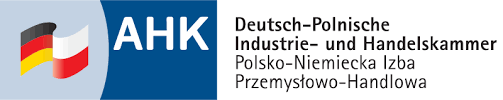 AHK
Deutsch-Polnische
Industrie- und Handelskammer
Polsko-Niemiecka Izba
Przemysłowo-Handlowa